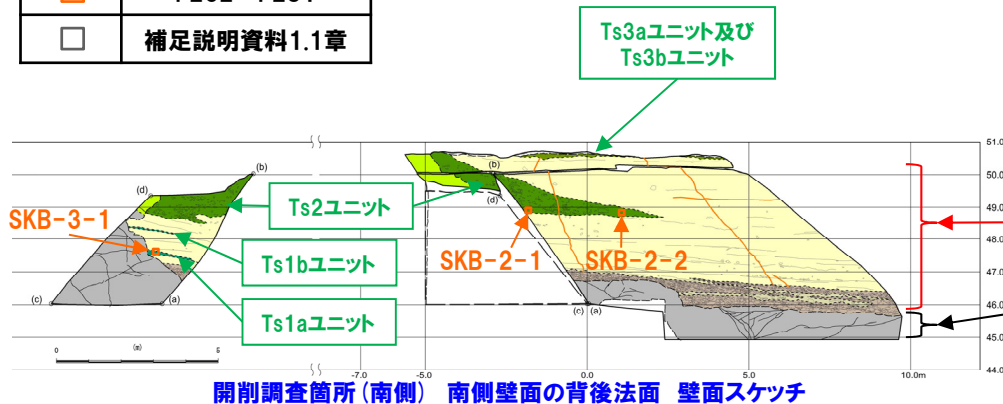 補足説明資料1.1章
Ts3aユニット及び
Ts3bユニット
51.0
(b)
(b)
50.0
(d)
(d)
Ts2ユニット
49.0
SKB-3-1
SKB-2-1
SKB-2-2
48.0
Ts1bユニット
47.0
(c)
(a)
(c)
(a)
46.0
Ts1aユニット
0
(m)
5
45.0
-7.0
-5.0
0.0
5.0
10.0m
44.0
開削調査箇所(南側) 南側壁面の背後法面 壁面スケッチ